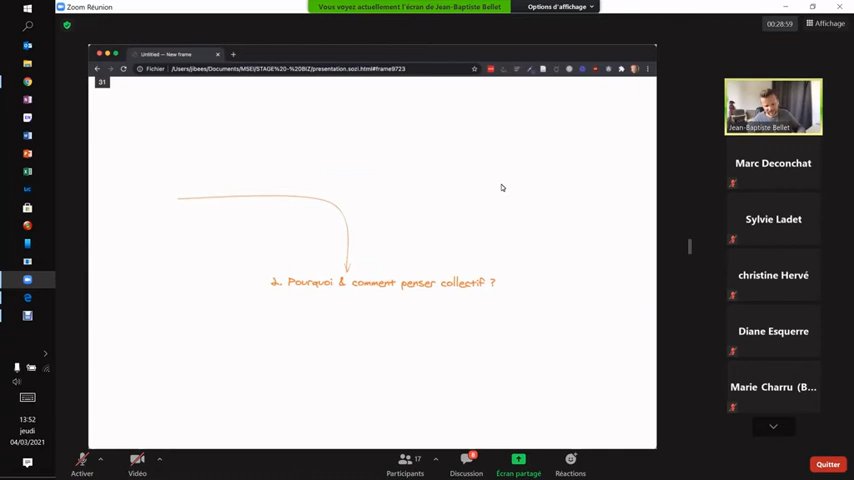 Zoom Réunion
Vous voyez actuellement l'écran de Jean-Baptiste Bellet
Options d'affichage
00:28:59
Affichage
Untitled — New frame
Fichier
/Users/jibees/Documents/MSEI/STAGE%20-%20BIZ/presentation.sozi.html#frame9723
31
2. Pourquoi & comment penser collectif ?
Jean-Baptiste Bellet
Marc Deconchat
Sylvie Ladet
christine Hervé
Diane Esquerre
Marie Charru (B...
13:52
jeudi
04/03/2021
Activer
Vidéo
Participants
17
Discussion
8
Écran partagé
Réactions
Quitter